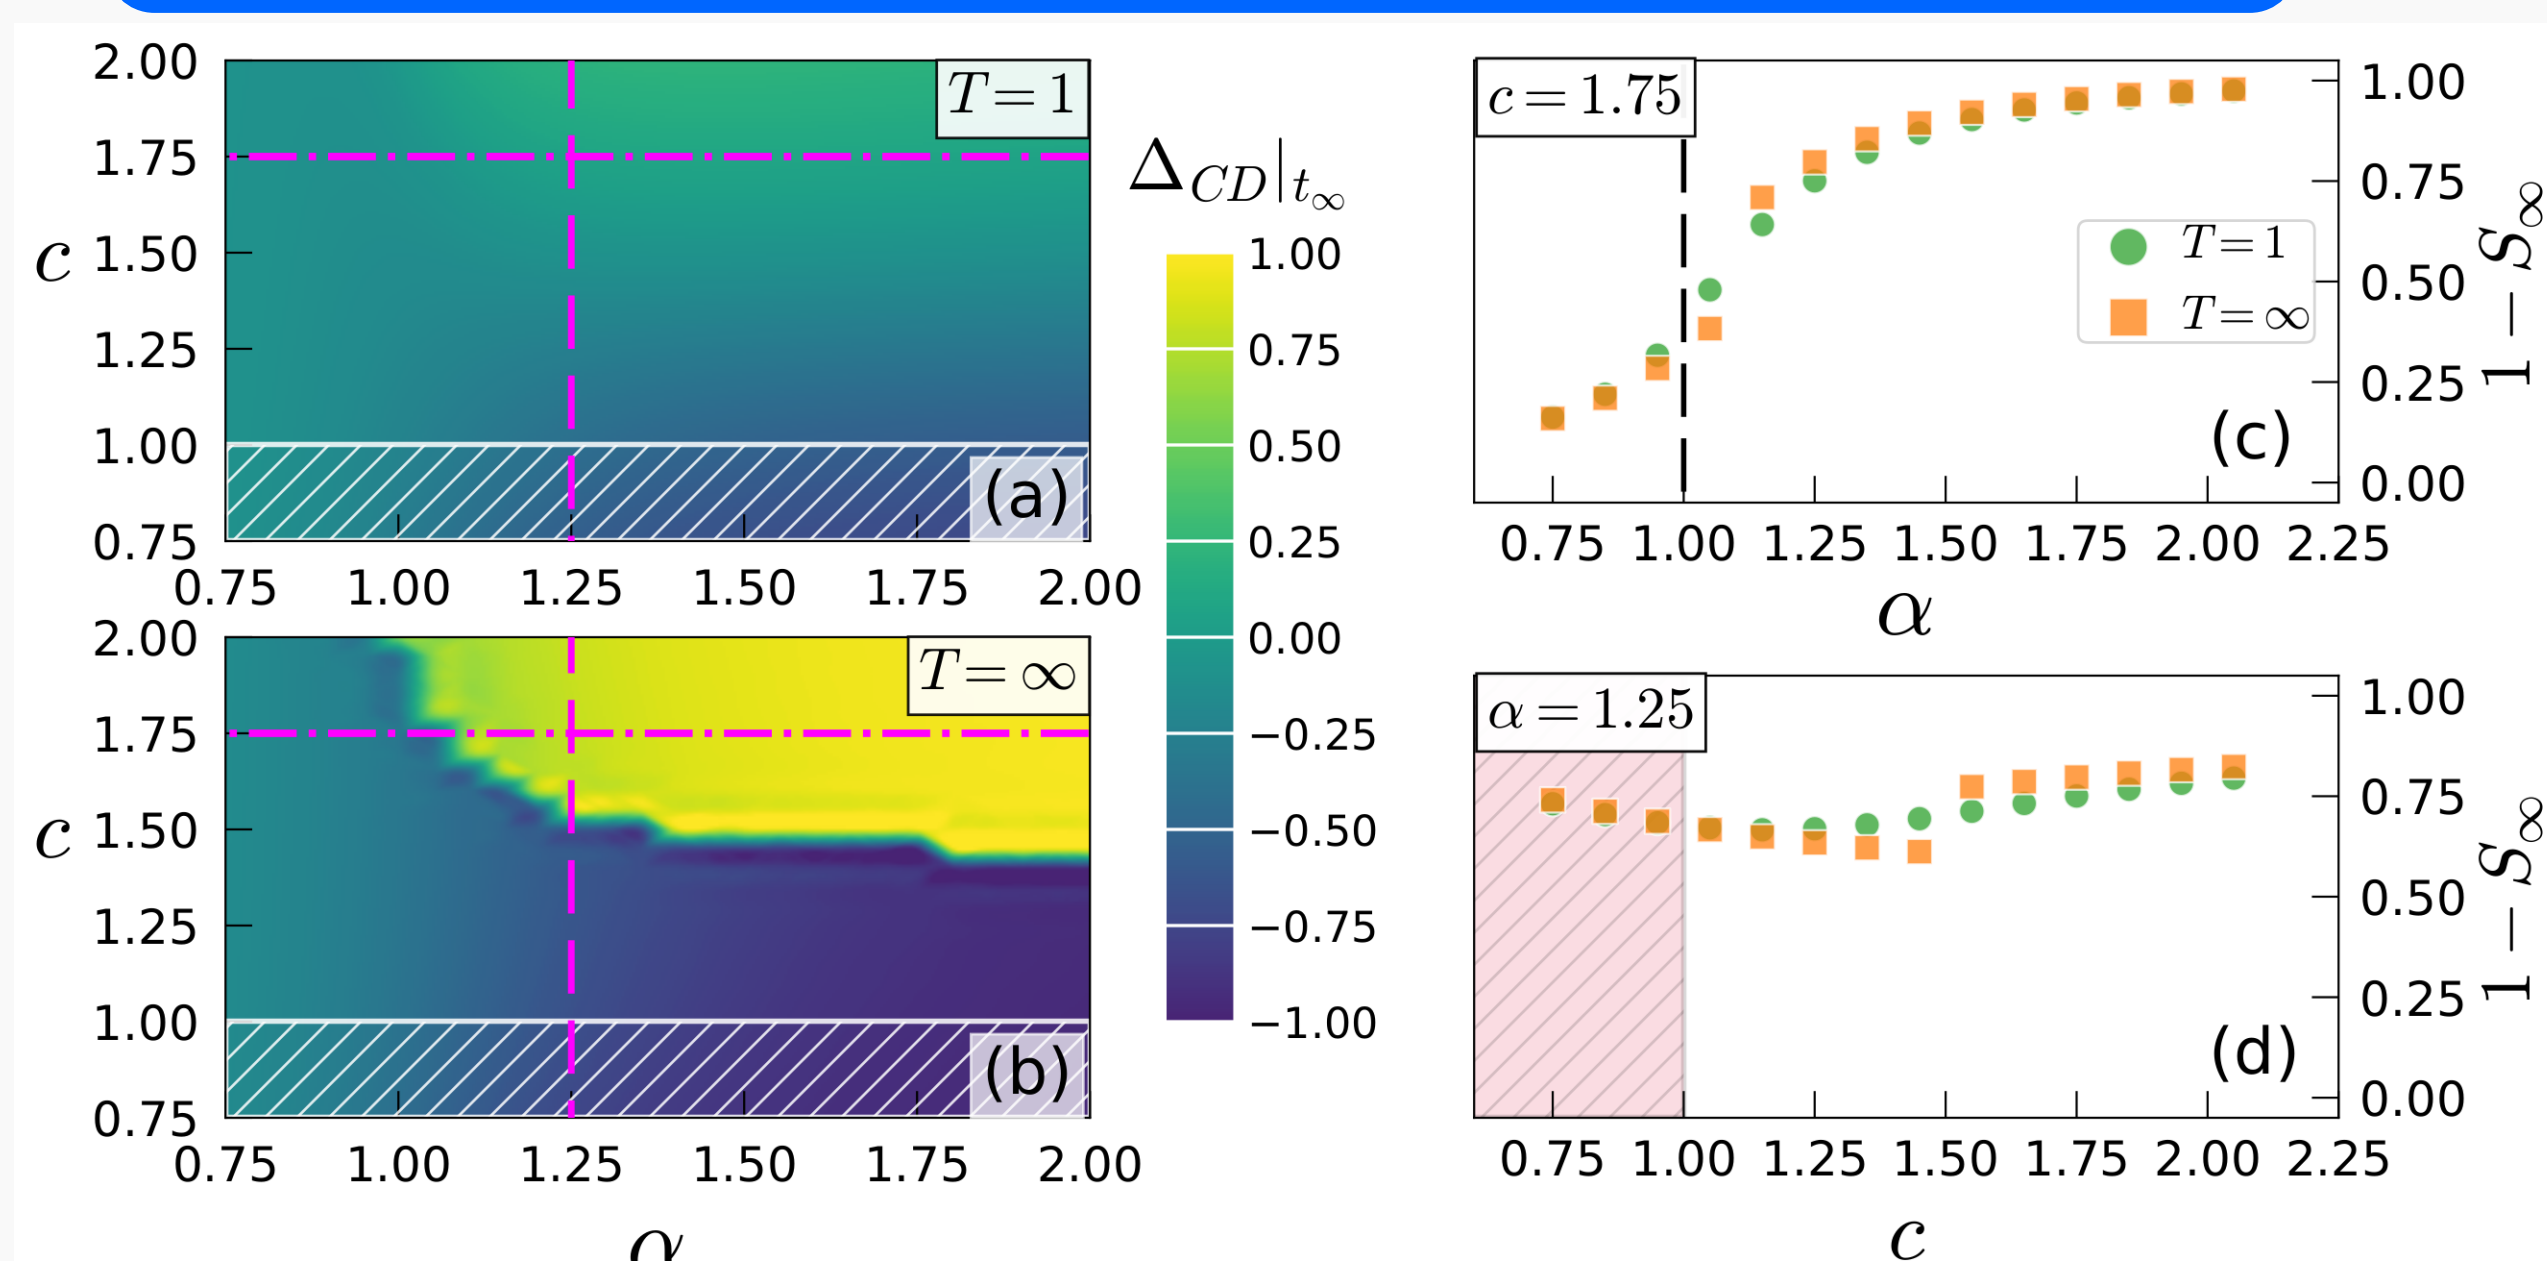 T = 1
c
2.00
1.75
1.50
1.25
1.00
0.75
(a)
0.75 1.00 1.25 1.50 1.75 2.00
T = ∞
c
2.00
1.75
1.50
1.25
1.00
0.75
(b)
0.75 1.00 1.25 1.50 1.75 2.00
α
Δ_{CD}|_{t_∞}
1.00
0.75
0.50
0.25
0.00
−0.25
−0.50
−0.75
−1.00
c = 1.75
1.00
0.75
0.50
0.25
0.00
1 − S_∞
T = 1
T = ∞
(c)
0.75 1.00 1.25 1.50 1.75 2.00 2.25
α
α = 1.25
1.00
0.75
0.50
0.25
0.00
1 − S_∞
(d)
0.75 1.00 1.25 1.50 1.75 2.00 2.25
c